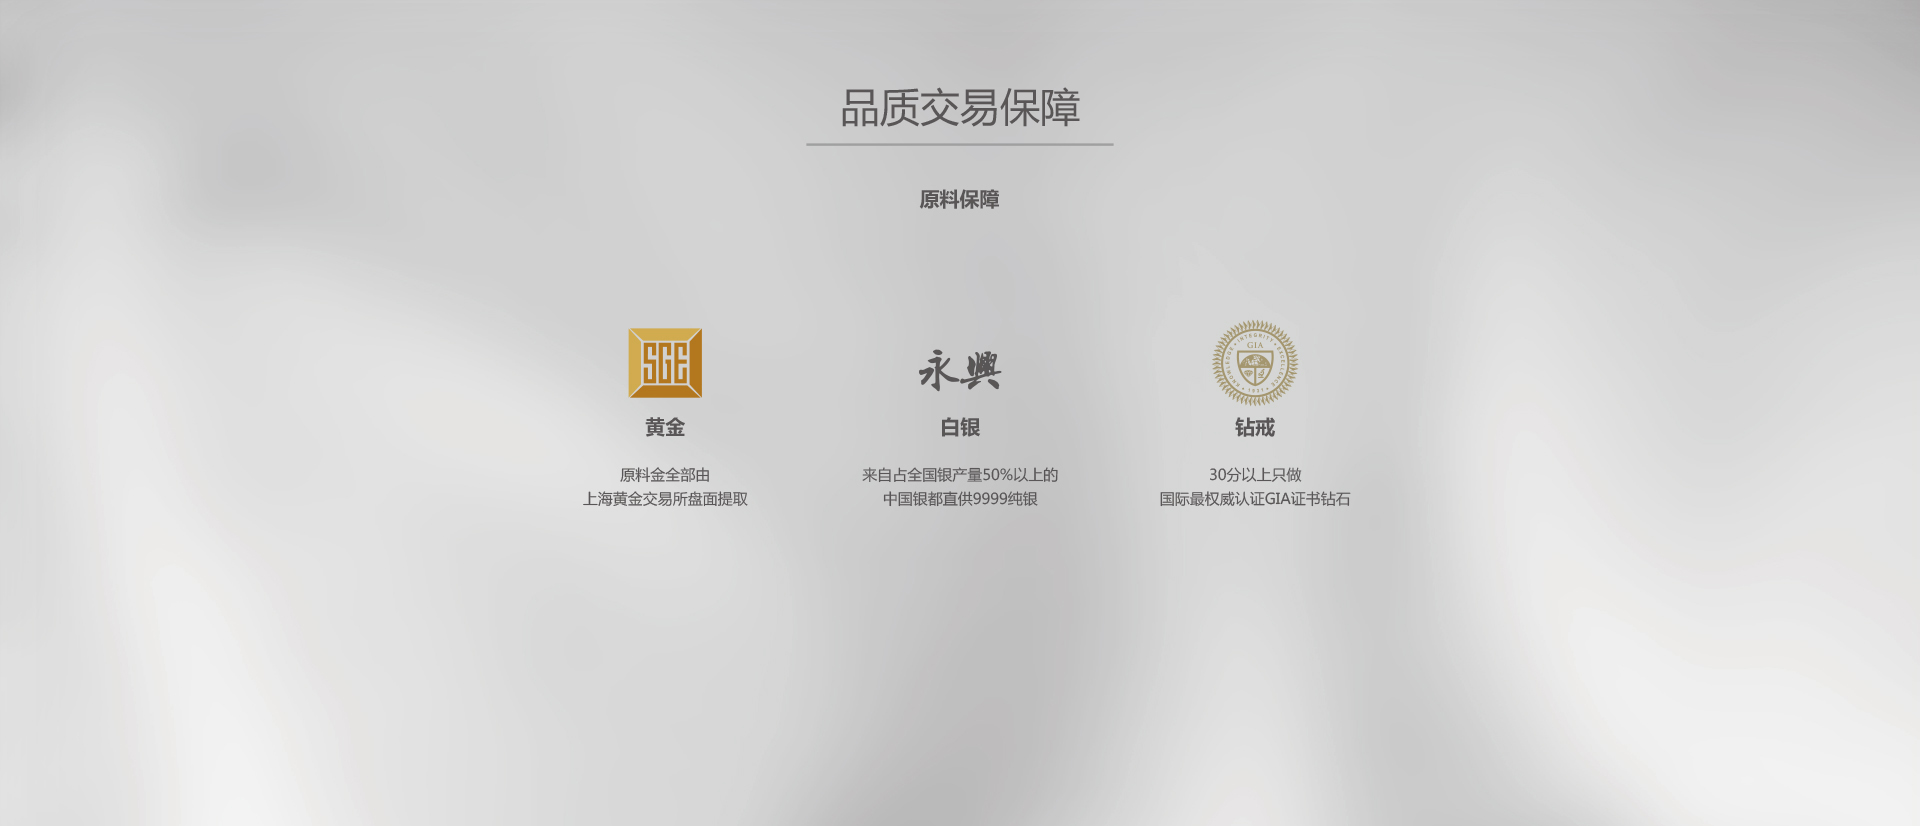 品质交易保障
原料保障
SGE
永興
GIA
INTEGRITY • EXCELLENCE • 1931 • KNOWLEDGE
黄金
白银
钻戒
原料金全部由
上海黄金交易所盘面提取
来自占全国银产量50%以上的
中国银都直供9999纯银
30分以上只做
国际最权威认证GIA证书钻石